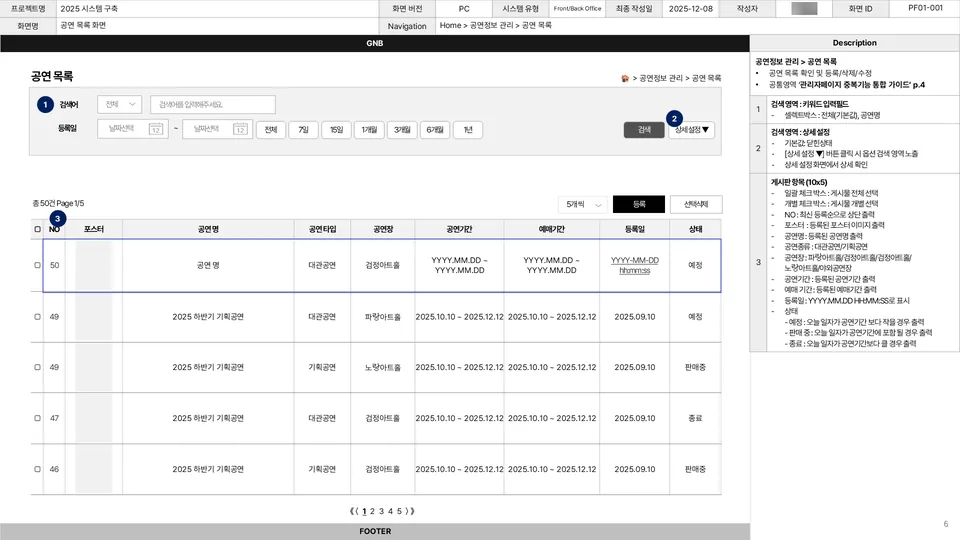 프로젝트명 2025 시스템 구축 화면 버전 PC 시스템 유형 Front/Back Office 최종 작성일 2025-12-08 작성자 화면 ID PF01-001
화면명 공연 목록 화면 Navigation Home > 공연정보 관리 > 공연 목록
GNB
공연 목록
> 공연정보 관리 > 공연 목록
1 검색어 전체 검색어를 입력해주세요.
등록일 날짜선택 12 ~ 날짜선택 12 전체 7일 15일 1개월 3개월 6개월 1년 검색 2 상세 설정 ▼
총 50건 Page 1/5 5개씩 등록 선택삭제
3
NO 포스터 공연 명 공연 타입 공연장 공연기간 예매기간 등록일 상태
50 공연 명 대관공연 검정아트홀 YYYY.MM.DD ~ YYYY.MM.DD YYYY.MM.DD ~ YYYY.MM.DD YYYY-MM-DD hh:mm:ss 예정
49 2025 하반기 기획공연 대관공연 파랑아트홀 2025.10.10 ~ 2025.12.12 2025.10.10 ~ 2025.12.12 2025.09.10 예정
49 2025 하반기 기획공연 기획공연 노랑아트홀 2025.10.10 ~ 2025.12.12 2025.10.10 ~ 2025.12.12 2025.09.10 판매중
47 2025 하반기 기획공연 대관공연 검정아트홀 2025.10.10 ~ 2025.12.12 2025.10.10 ~ 2025.12.12 2025.09.10 종료
46 2025 하반기 기획공연 기획공연 검정아트홀 2025.10.10 ~ 2025.12.12 2025.10.10 ~ 2025.12.12 2025.09.10 판매중
⟪⟨ 1 2 3 4 5 ⟩⟫
FOOTER
Description
공연정보 관리 > 공연 목록
• 공연 목록 확인 및 등록/삭제/수정
• 공통영역 '관리자페이지 중복기능 통합 가이드' p.4
1 검색 영역 : 키워드 입력필드
- 셀렉트박스 : 전체(기본값), 공연명
2 검색 영역 : 상세 설정
- 기본값: 닫힌상태
- [상세 설정 ▼] 버튼 클릭 시 옵션 검색 영역 노출
- 상세 설정 화면에서 상세 확인
3 게시판 항목 (10x5)
- 일괄 체크 박스 : 게시물 전체 선택
- 개별 체크 박스 : 게시물 개별 선택
- NO : 최신 등록순으로 상단 출력
- 포스터 : 등록된 포스터 이미지 출력
- 공연명 : 등록된 공연명 출력
- 공연종류 : 대관공연/기획공연
- 공연장 : 파랑아트홀/검정아트홀/검정아트홀/
노랑아트홀/야외공연장
- 공연기간 : 등록된 공연기간 출력
- 예매 기간 : 등록된 예매기간 출력
- 등록일 : YYYY.MM.DD HH:MM:SS로 표시
- 상태
- 예정 : 오늘 일자가 공연기간 보다 작을 경우 출력
- 판매 중 : 오늘 일자가 공연기간에 포함 될 경우 출력
- 종료 : 오늘 일자가 공연기간보다 클 경우 출력
6